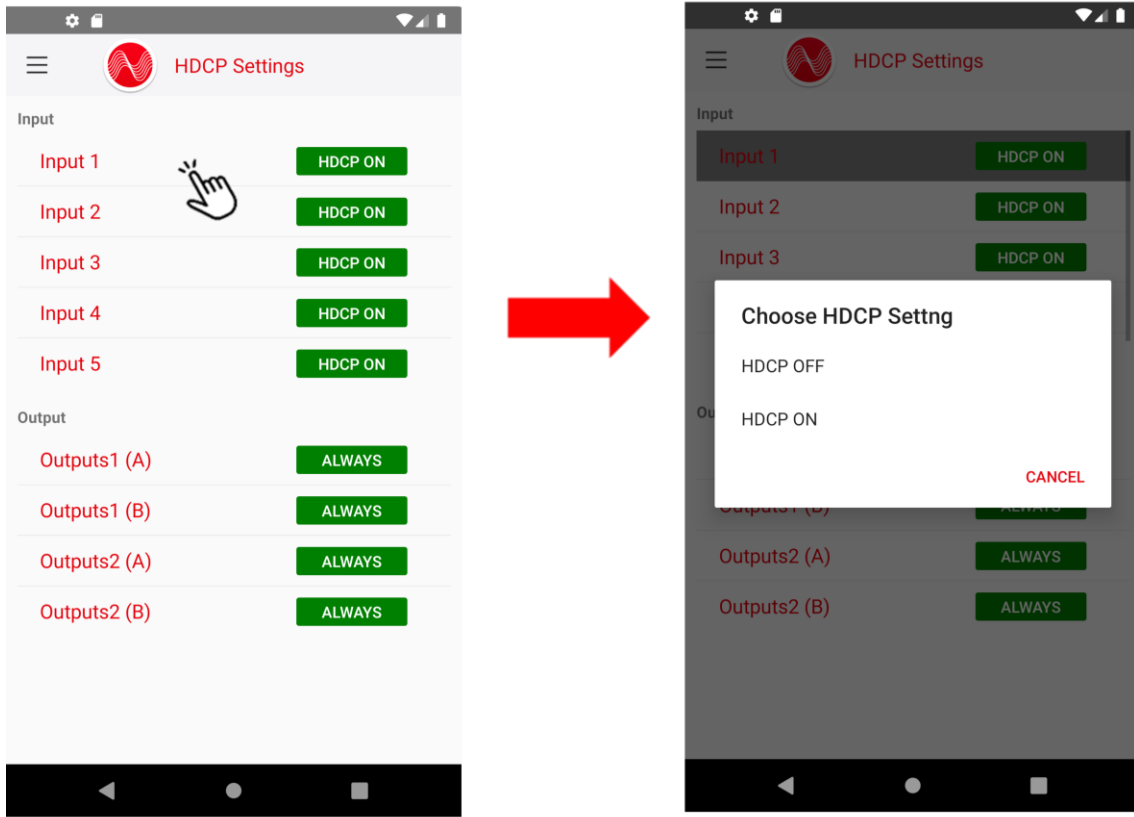 HDCP Settings
Input
Input 1 HDCP ON
Input 2 HDCP ON
Input 3 HDCP ON
Input 4 HDCP ON
Input 5 HDCP ON
Output
Outputs1 (A) ALWAYS
Outputs1 (B) ALWAYS
Outputs2 (A) ALWAYS
Outputs2 (B) ALWAYS
HDCP Settings
Input
Input 1 HDCP ON
Input 2 HDCP ON
Input 3 HDCP ON
Choose HDCP Settng
HDCP OFF
Ou
HDCP ON
CANCEL
Outputs1 (B) ALWAYS
Outputs2 (A) ALWAYS
Outputs2 (B) ALWAYS